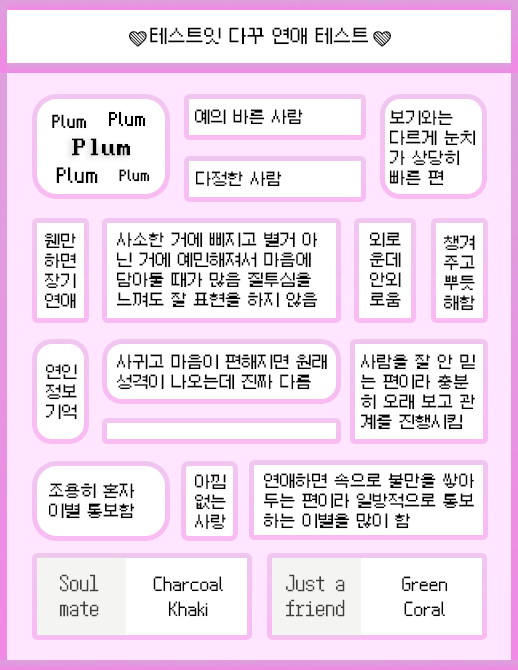 테스트잇 다꾸 연애 테스트
Plum Plum
Plum
Plum Plum
예의 바른 사람
다정한 사람
보기와는
다르게 눈치
가 상당히
빠른 편
웬만
하면
장기
연애
사소한 거에 삐지고 별거 아
닌 거에 예민해져서 마음에
담아둘 때가 많음 질투심을
느껴도 잘 표현을 하지 않음
외로
운데
안외
로움
챙겨
주고
뿌듯
해함
연인
정보
기억
사귀고 마음이 편해지면 원래
성격이 나오는데 진짜 다름
사람을 잘 안 믿
는 편이라 충분
히 오래 보고 관
계를 진행시킴
조용히 혼자
이별 통보함
아낌
없는
사랑
연애하면 속으로 불만을 쌓아
두는 편이라 일방적으로 통보
하는 이별을 많이 함
Soul
mate
Charcoal
Khaki
Just a
friend
Green
Coral